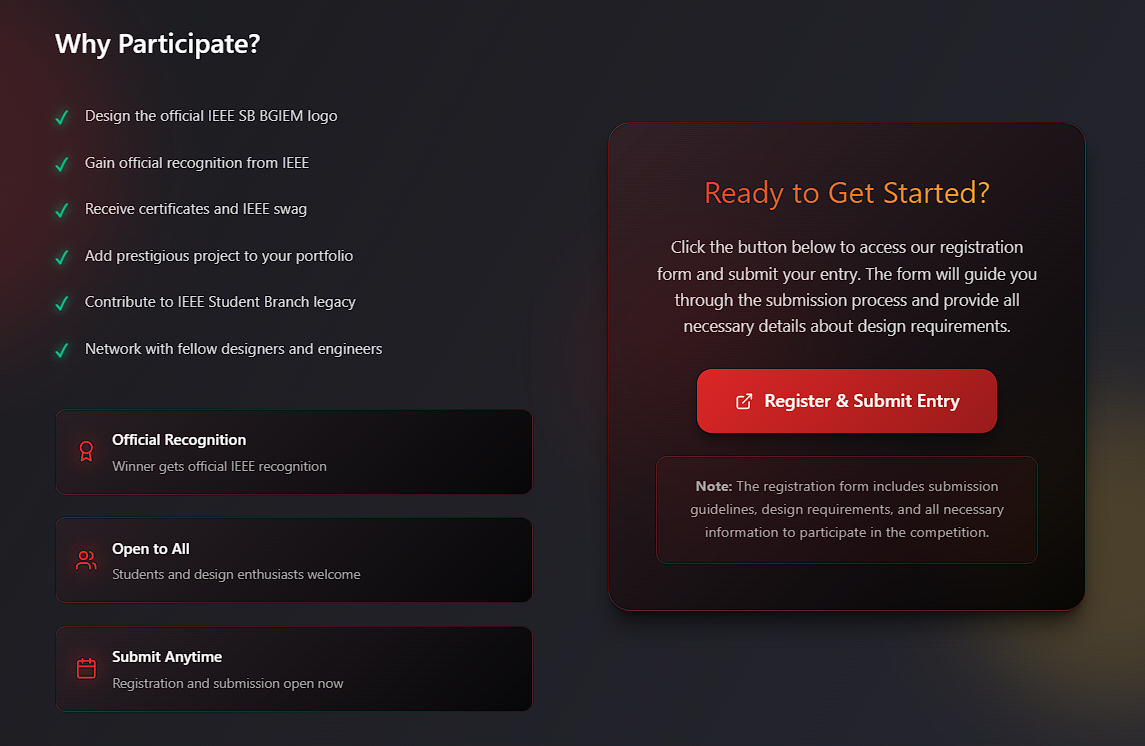 Why Participate?
Design the official IEEE SB BGIEM logo
Gain official recognition from IEEE
Receive certificates and IEEE swag
Add prestigious project to your portfolio
Contribute to IEEE Student Branch legacy
Network with fellow designers and engineers
Official Recognition
Winner gets official IEEE recognition
Open to All
Students and design enthusiasts welcome
Submit Anytime
Registration and submission open now
Ready to Get Started?
Click the button below to access our registration
form and submit your entry. The form will guide you
through the submission process and provide all
necessary details about design requirements.
Register & Submit Entry
Note: The registration form includes submission
guidelines, design requirements, and all necessary
information to participate in the competition.